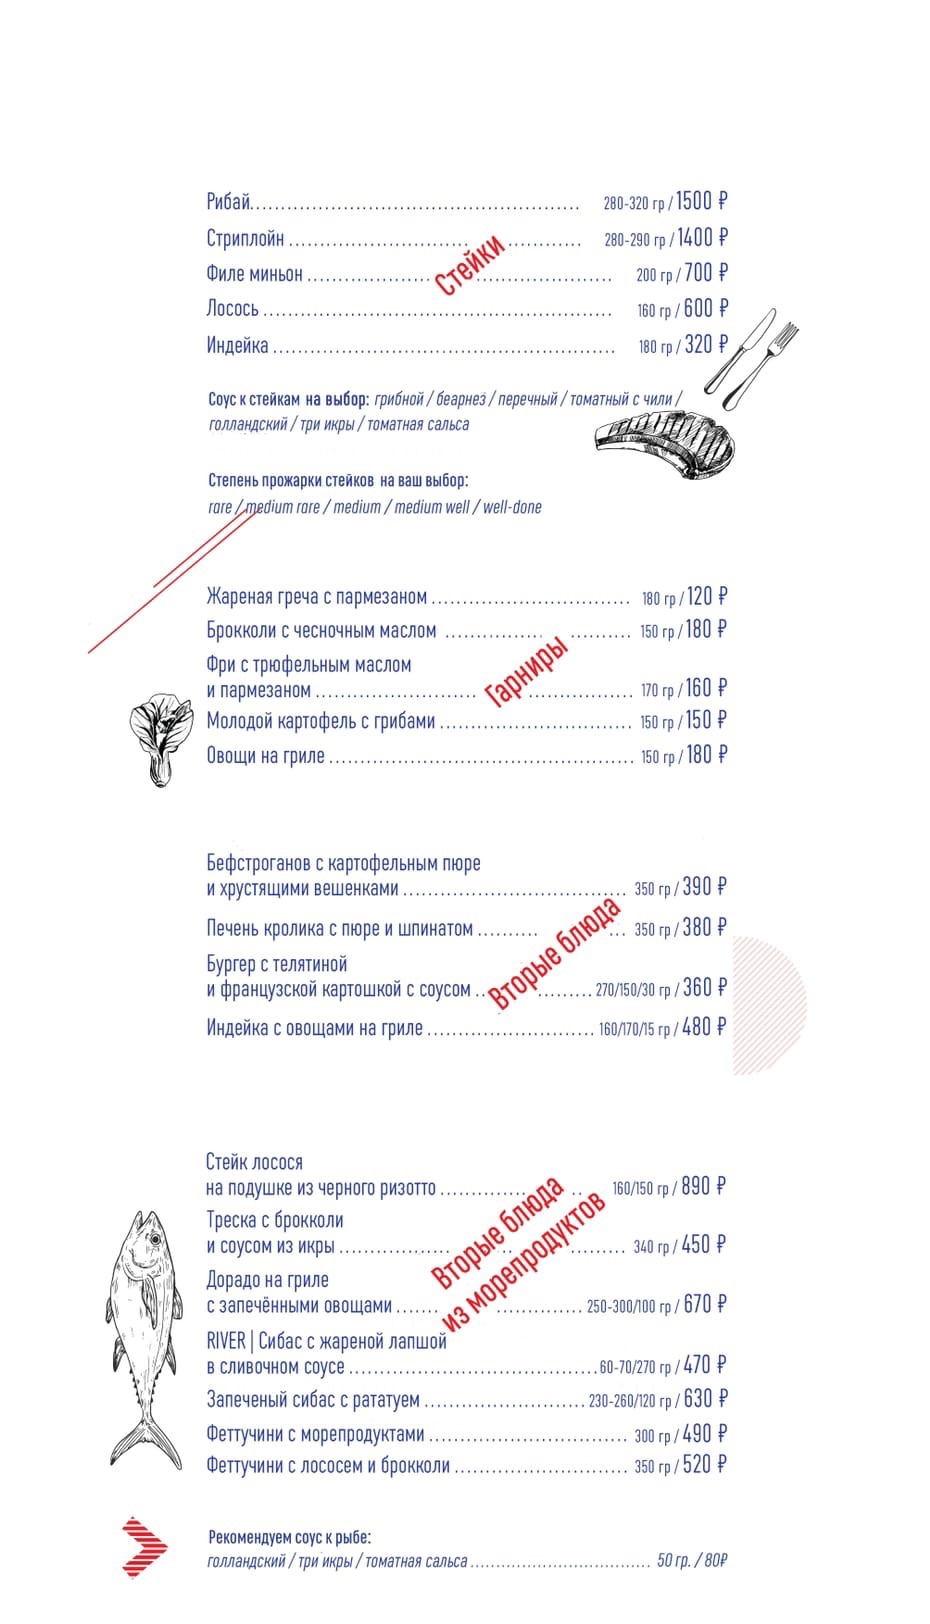 Рибай................................................... 280-320 гр / 1500 ₽
Стриплойн ............................. ............ 280-290 гр / 1400 ₽
Стейки
Филе миньон ................................................. 200 гр / 700 ₽
Лосось ........................................................ 160 гр / 600 ₽
Индейка ....................................................... 180 гр / 320 ₽
Соус к стейкам на выбор: грибной / беарнез / перечный / томатный с чили /
голландский / три икры / томатная сальса
Степень прожарки стейков на ваш выбор:
rare / medium rare / medium / medium well / well-done
Жареная греча с пармезаном ................................ 180 гр / 120 ₽
Брокколи с чесночным маслом ................ .......... 150 гр / 180 ₽
Гарниры
Фри с трюфельным маслом
и пармезаном .......................... ................. 170 гр / 160 ₽
Молодой картофель с грибами ............................... 150 гр / 150 ₽
Овощи на гриле ................................................. 150 гр / 180 ₽
Бефстроганов с картофельным пюре
и хрустящими вешенками .................................... 350 гр / 390 ₽
Вторые блюда
Печень кролика с пюре и шпинатом .......... ... 350 гр / 380 ₽
Бургер с телятиной
и французской картошкой с соусом .. ......... 270/150/30 гр / 360 ₽
Индейка с овощами на гриле ........................... 160/170/15 гр / 480 ₽
Стейк лосося
на подушке из черного ризотто .............. .. 160/150 гр / 890 ₽
Вторые блюда
из морепродуктов
Треска с брокколи
и соусом из икры ............................................ 340 гр / 450 ₽
Дорадо на гриле
с запечёнными овощами ....... .............. 250-300/100 гр / 670 ₽
RIVER | Сибас с жареной лапшой
в сливочном соусе ........................................ 60-70/270 гр / 470 ₽
Запеченый сибас с рататуем .......................... 230-260/120 гр / 630 ₽
Феттучини с морепродуктами ................................ 300 гр / 490 ₽
Феттучини с лососем и брокколи ............................ 350 гр / 520 ₽
Рекомендуем соус к рыбе:
голландский / три икры / томатная сальса ................................. 50 гр. / 80₽